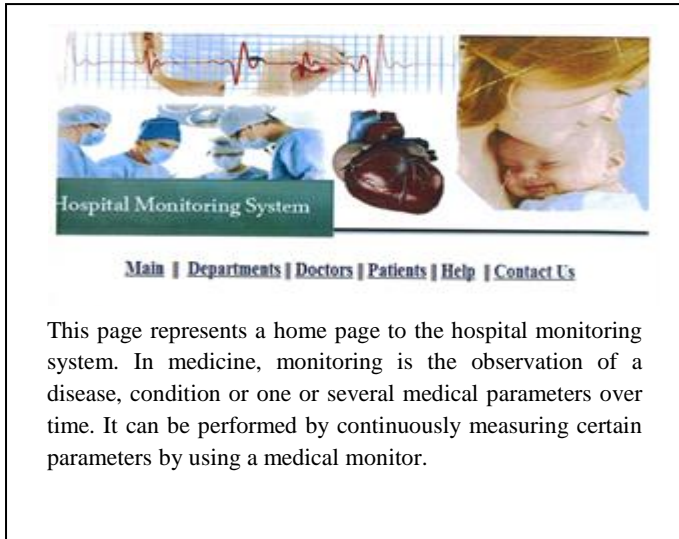 Hospital Monitoring System
Main || Departments || Doctors || Patients || Help || Contact Us
This page represents a home page to the hospital monitoring
system. In medicine, monitoring is the observation of a
disease, condition or one or several medical parameters over
time. It can be performed by continuously measuring certain
parameters by using a medical monitor.